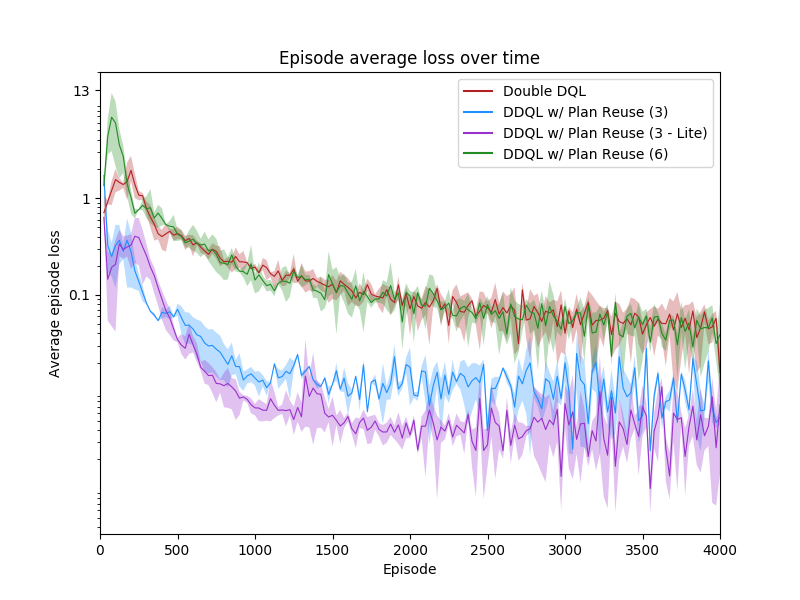 Episode average loss over time
Double DQL
DDQL w/ Plan Reuse (3)
DDQL w/ Plan Reuse (3 - Lite)
DDQL w/ Plan Reuse (6)
Average episode loss
13
1
0.1
0 500 1000 1500 2000 2500 3000 3500 4000
Episode